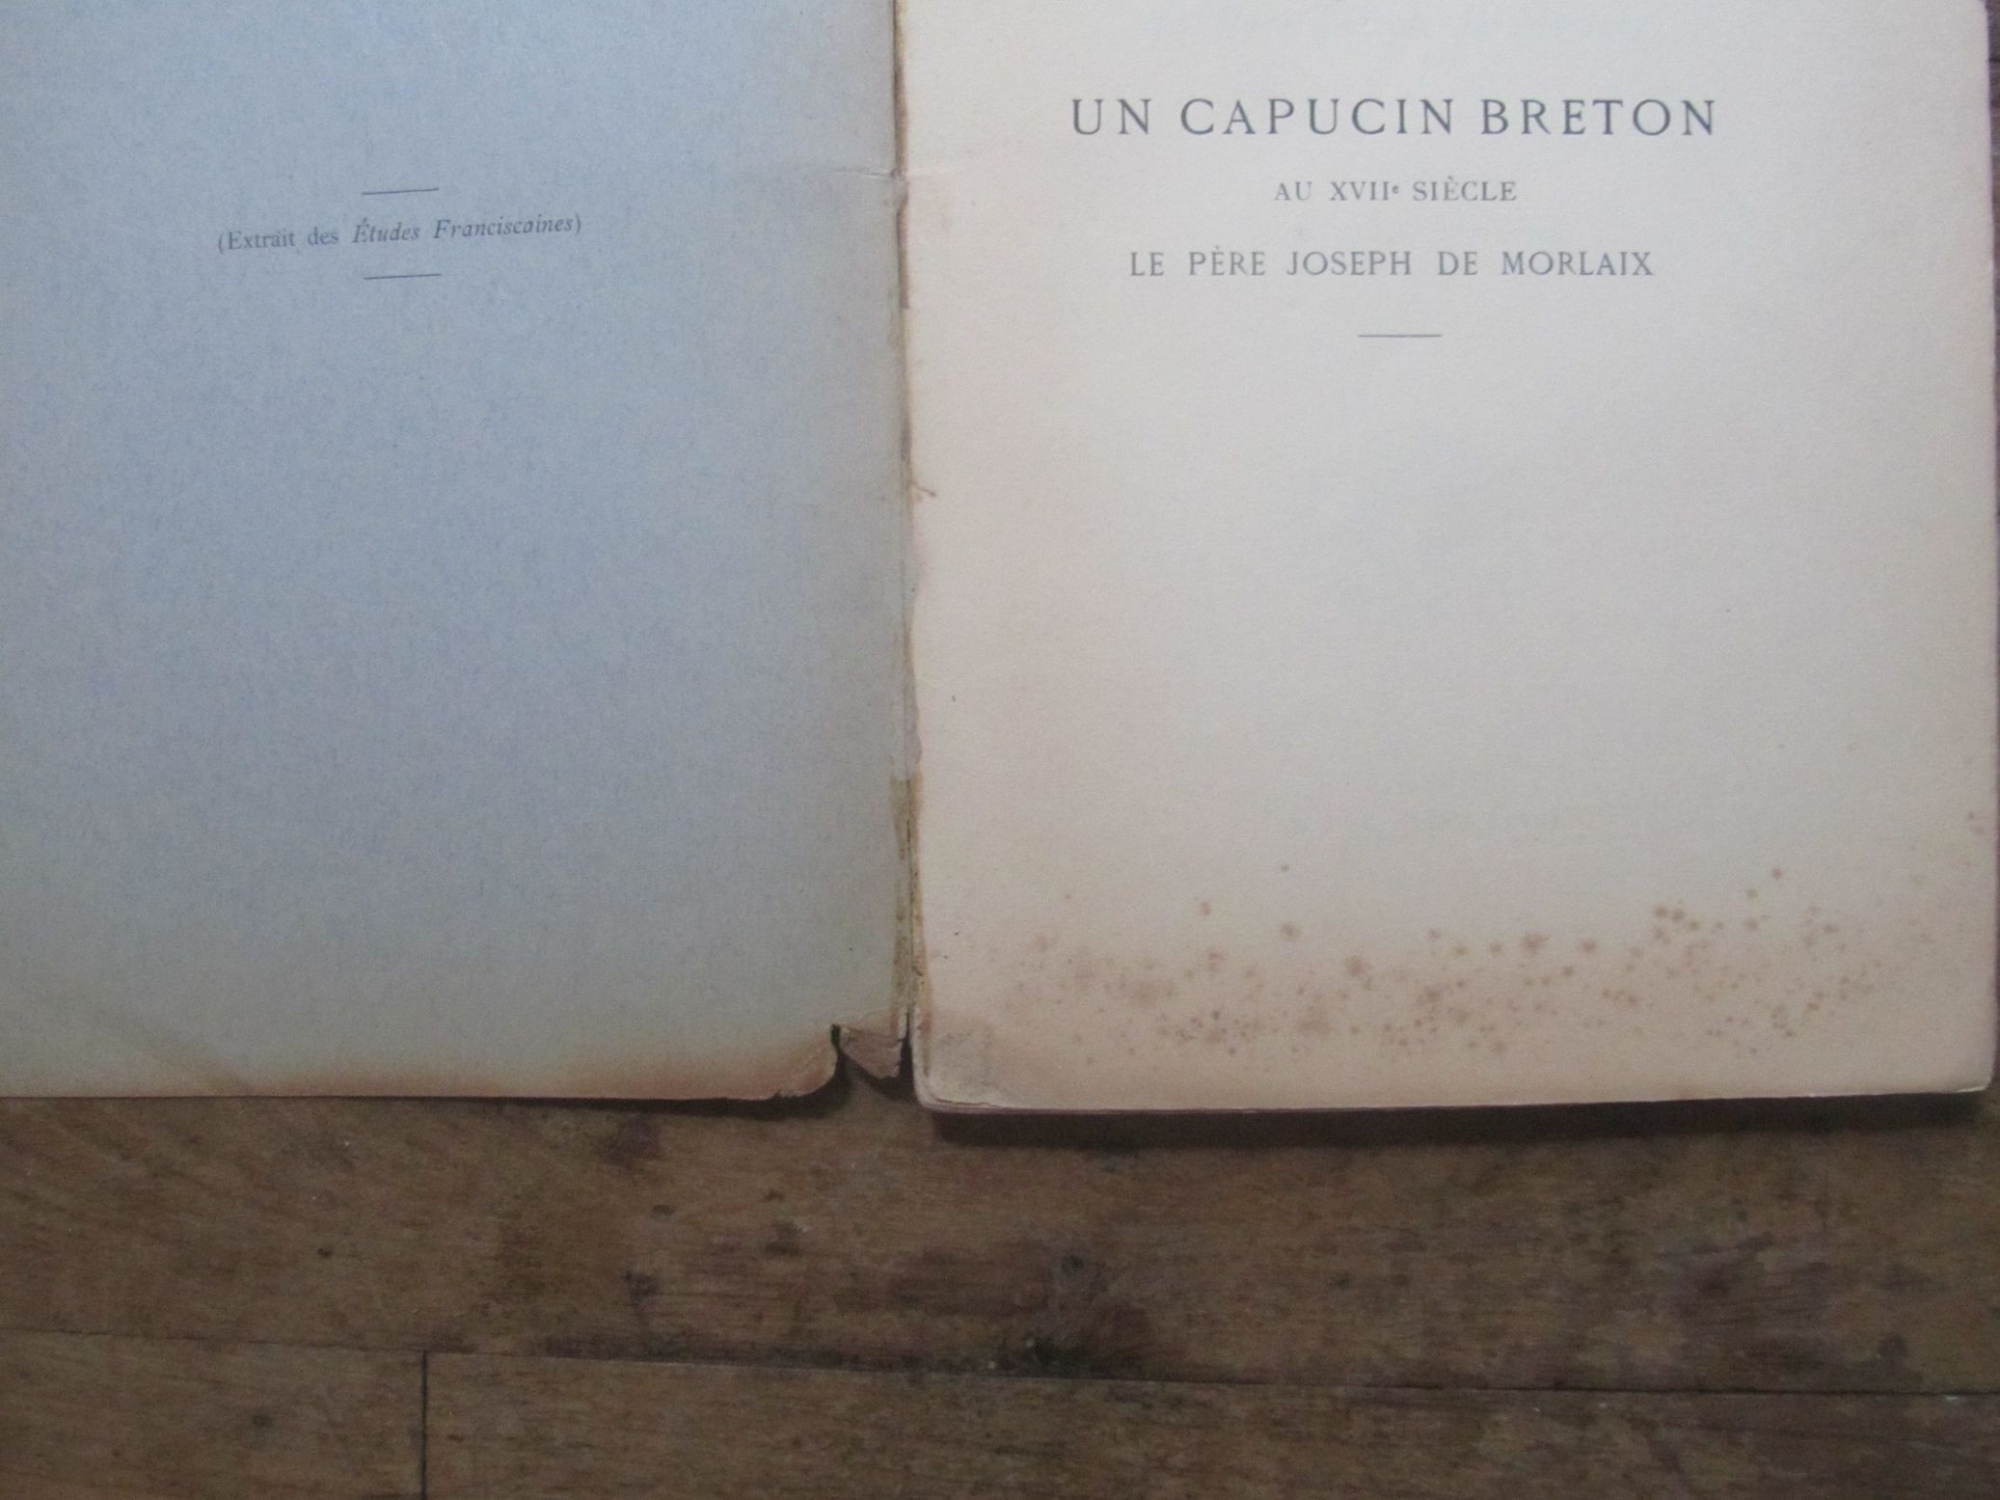 (Extrait des Études Franciscaines)
UN CAPUCIN BRETON
AU XVIIe SIÈCLE
LE PÈRE JOSEPH DE MORLAIX